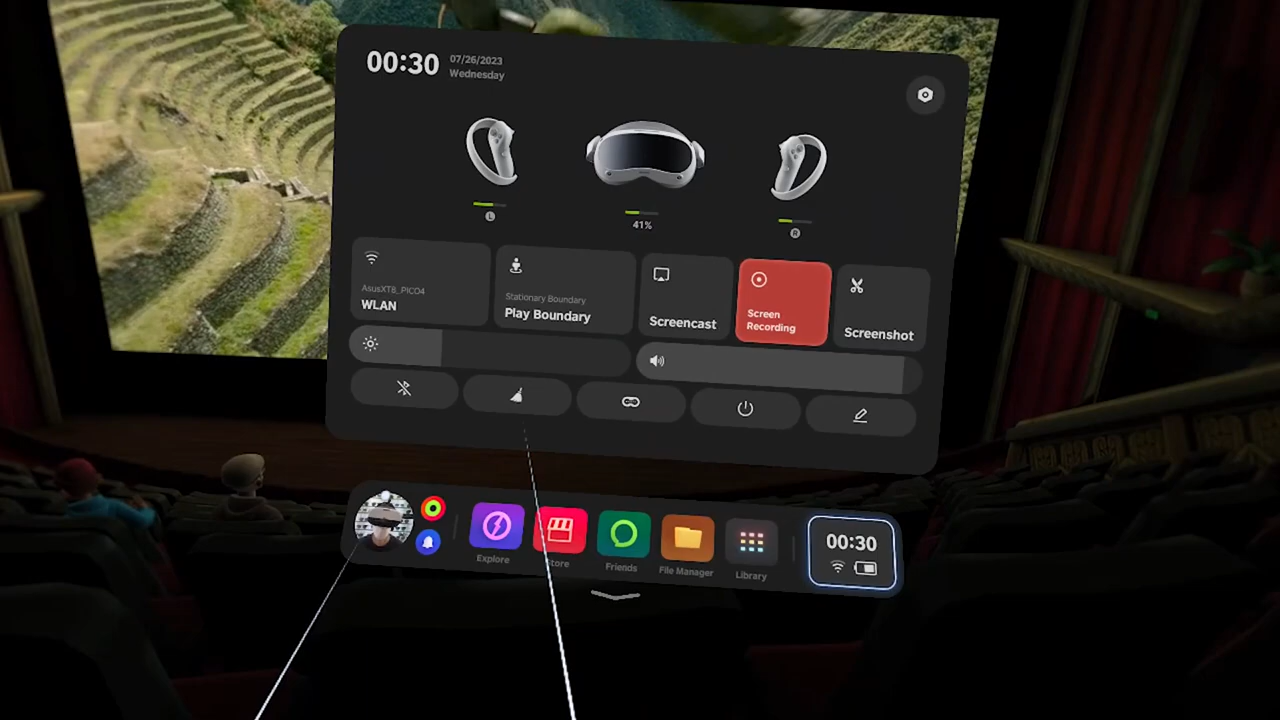 00:30
07/26/2023
Wednesday
L
41%
R
AsusXT8_PICO4
WLAN
Stationary Boundary
Play Boundary
Screencast
Screen
Recording
Screenshot
Explore
Store
Friends
File Manager
Library
00:30